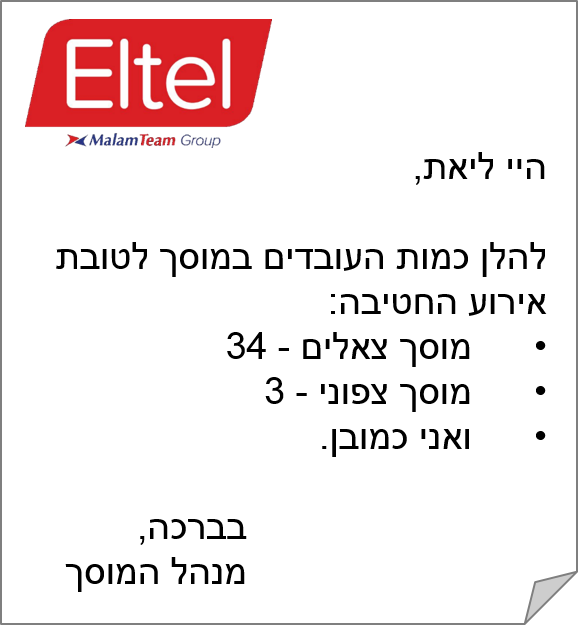 Eltel
MalamTeam Group
היי ליאת,
להלן כמות העובדים במוסך לטובת
אירוע החטיבה:
• מוסך צאלים - 34
• מוסך צפוני - 3
• ואני כמובן.
בברכה,
מנהל המוסך